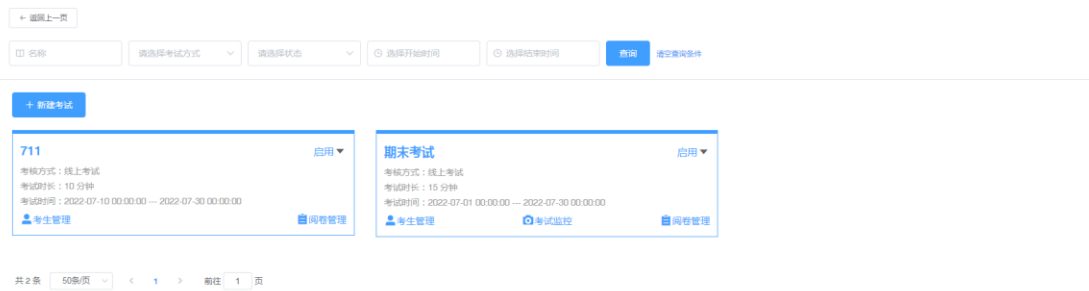 ← 返回上一页
名称 请选择考试方式 请选择状态 选择开始时间 选择结束时间 查询 清空查询条件
+ 新建考试
711 启用
考核方式：线上考试
考试时长：10 分钟
考试时间：2022-07-10 00:00:00 — 2022-07-30 00:00:00
考生管理 阅卷管理
期末考试 启用
考核方式：线上考试
考试时长：15 分钟
考试时间：2022-07-01 00:00:00 — 2022-07-30 00:00:00
考生管理 考试监控 阅卷管理
共 2 条 50条/页 < 1 > 前往 1 页